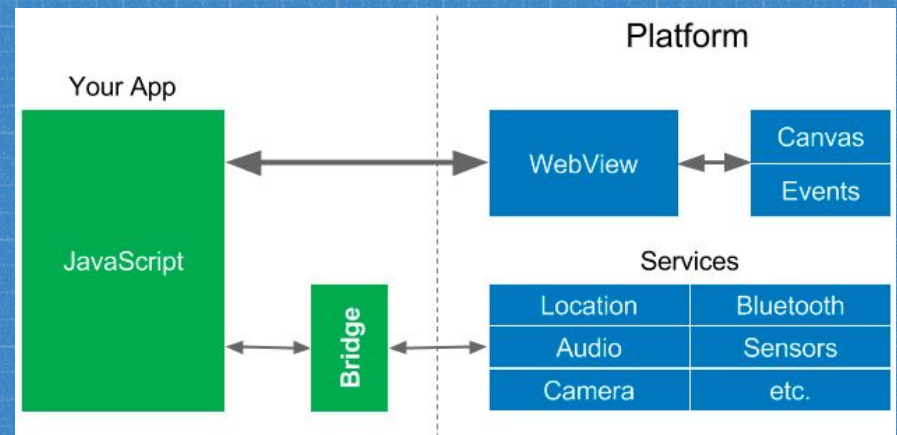 Platform
Your App
JavaScript
WebView
Canvas
Events
Bridge
Services
Location Bluetooth
Audio Sensors
Camera etc.